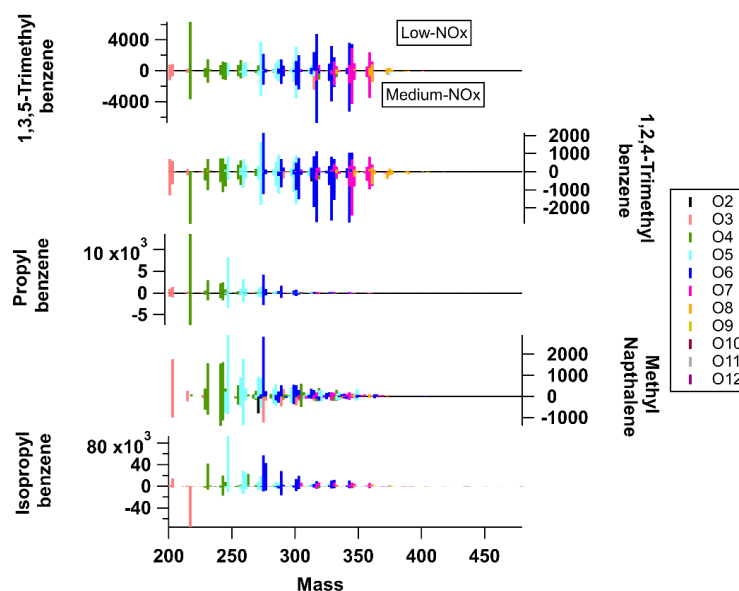 1,3,5-Trimethyl
benzene
4000
0
-4000
Low-NOx
Medium-NOx
2000
1000
0
-1000
-2000
1,2,4-Trimethyl
benzene
Propyl
benzene
10 x10³
5
0
-5
2000
1000
0
-1000
Methyl
Napthalene
Isopropyl
benzene
80 x10³
40
0
-40
200 250 300 350 400 450
Mass
O2
O3
O4
O5
O6
O7
O8
O9
O10
O11
O12